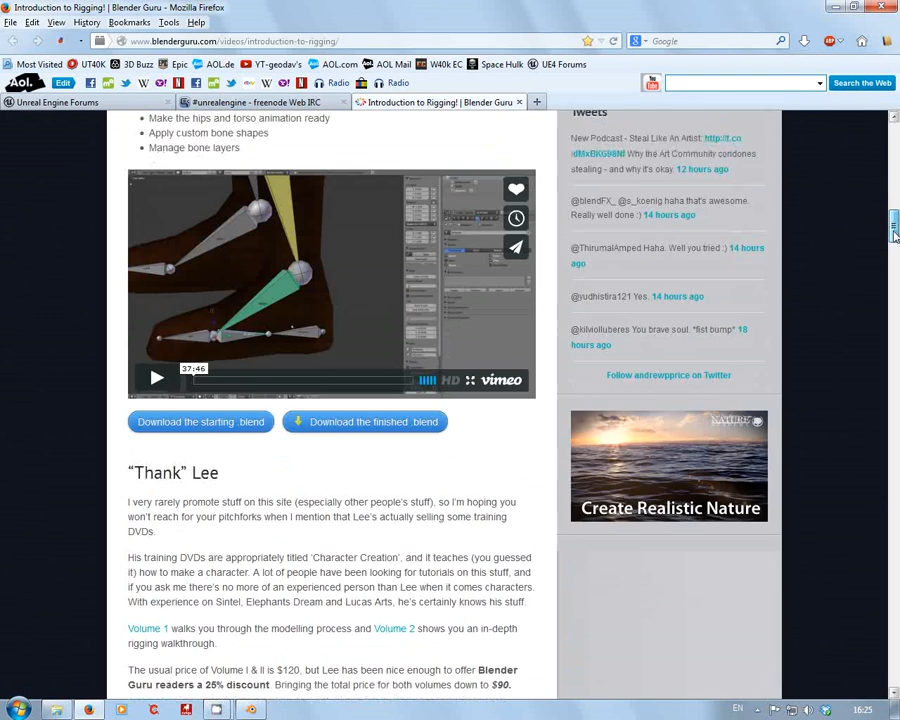 Introduction to Rigging! | Blender Guru - Mozilla Firefox
File Edit View History Bookmarks Tools Help
www.blenderguru.com/videos/introduction-to-rigging/
Google
ABP
Most Visited UT40K 3D Buzz Epic AOL.de YT-geodav's AOL.com AOL Mail W40K EC Space Hulk UE4 Forums
Aol. Edit Radio Radio
You Tube
Search the Web
Unreal Engine Forums
#unrealengine - freenode Web IRC
Introduction to Rigging! | Blender Guru
Make the hips and torso animation ready
Apply custom bone shapes
Manage bone layers
37:46
HD vimeo
Download the starting .blend
Download the finished .blend
“Thank” Lee
I very rarely promote stuff on this site (especially other people's stuff), so I'm hoping you
won't reach for your pitchforks when I mention that Lee's actually selling some training
DVDs.
His training DVDs are appropriately titled 'Character Creation', and it teaches (you guessed
it) how to make a character. A lot of people have been looking for tutorials on this stuff, and
if you ask me there's no more of an experienced person than Lee when it comes characters.
With experience on Sintel, Elephants Dream and Lucas Arts, he's certainly knows his stuff.
Volume 1 walks you through the modelling process and Volume 2 shows you an in-depth
rigging walkthrough.
The usual price of Volume I & II is $120, but Lee has been nice enough to offer Blender
Guru readers a 25% discount. Bringing the total price for both volumes down to $90.
Tweets
New Podcast - Steal Like An Artist: http://t.co
Why the Art Community condones
stealing - and why it's okay. 12 hours ago
@blendFX_ @s_koenig haha that's awesome.
Really well done :) 14 hours ago
@ThirumalAmped Haha. Well you tried ;) 14 hours
ago
@yudhistira121 Yes. 14 hours ago
@kilvioluberes You brave soul. *fist bump* 18
hours ago
Follow andrewpprice on Twitter
NATURE
Create Realistic Nature
EN
16:25